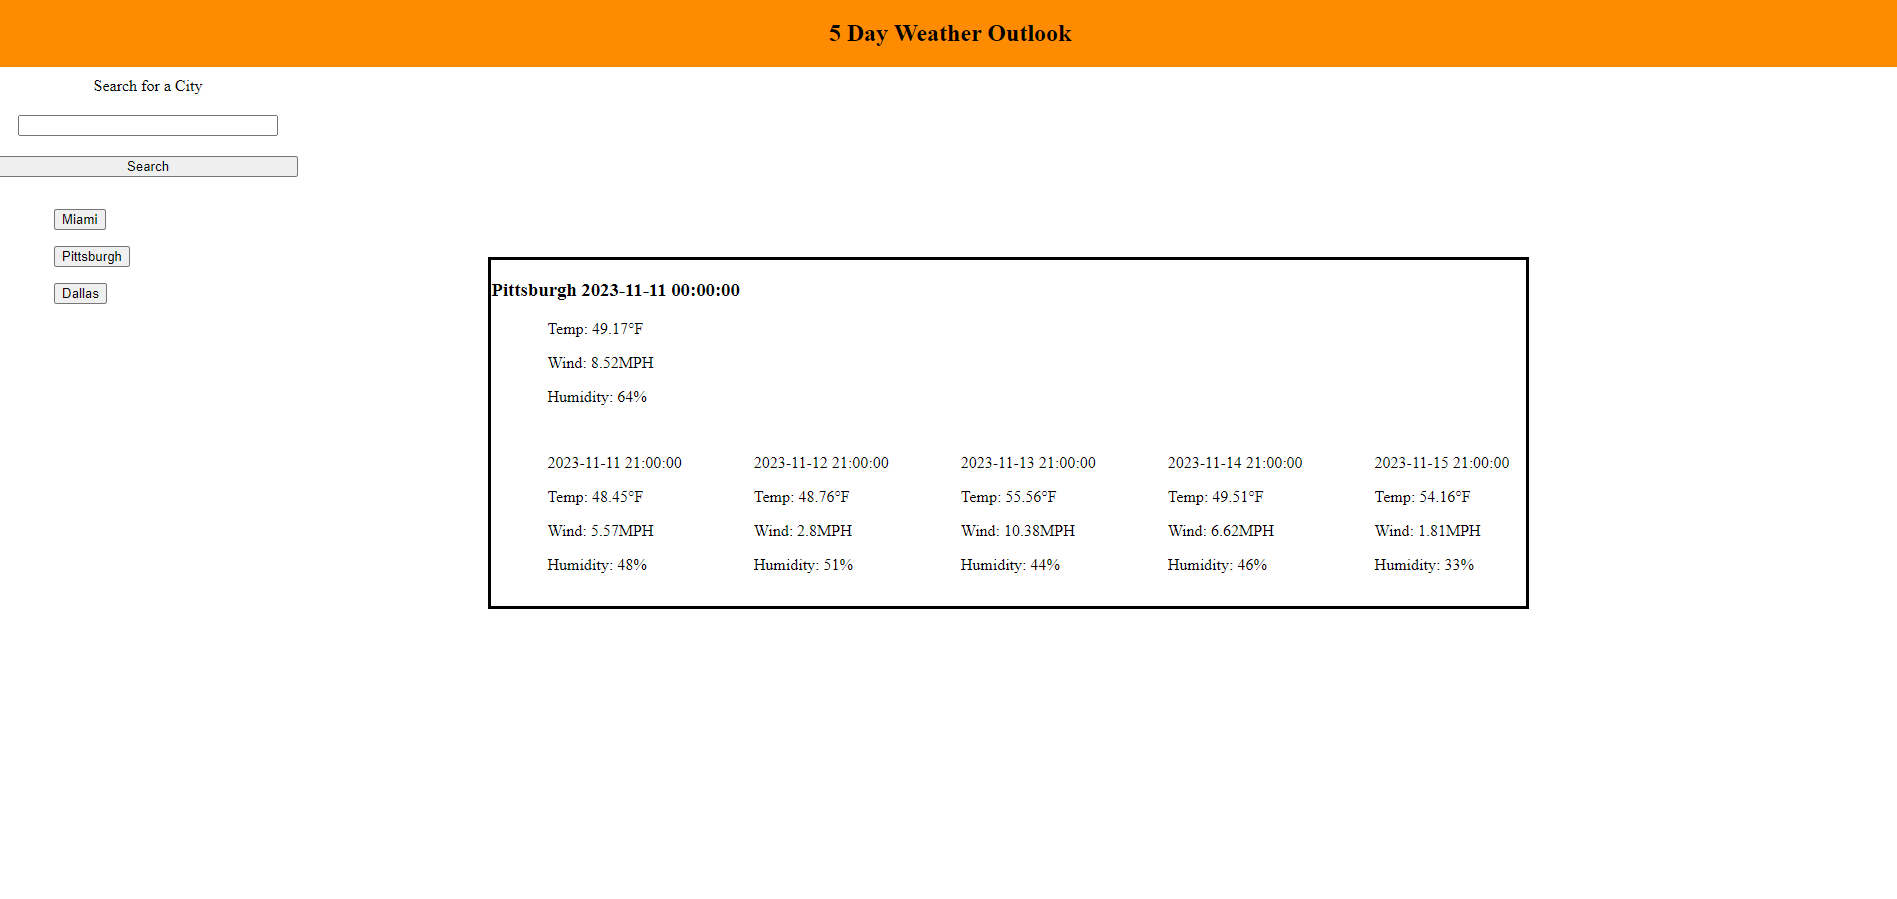 5 Day Weather Outlook
Search for a City
Search
Miami
Pittsburgh
Dallas
Pittsburgh 2023-11-11 00:00:00
Temp: 49.17°F
Wind: 8.52MPH
Humidity: 64%
2023-11-11 21:00:00 2023-11-12 21:00:00 2023-11-13 21:00:00 2023-11-14 21:00:00 2023-11-15 21:00:00
Temp: 48.45°F Temp: 48.76°F Temp: 55.56°F Temp: 49.51°F Temp: 54.16°F
Wind: 5.57MPH Wind: 2.8MPH Wind: 10.38MPH Wind: 6.62MPH Wind: 1.81MPH
Humidity: 48% Humidity: 51% Humidity: 44% Humidity: 46% Humidity: 33%